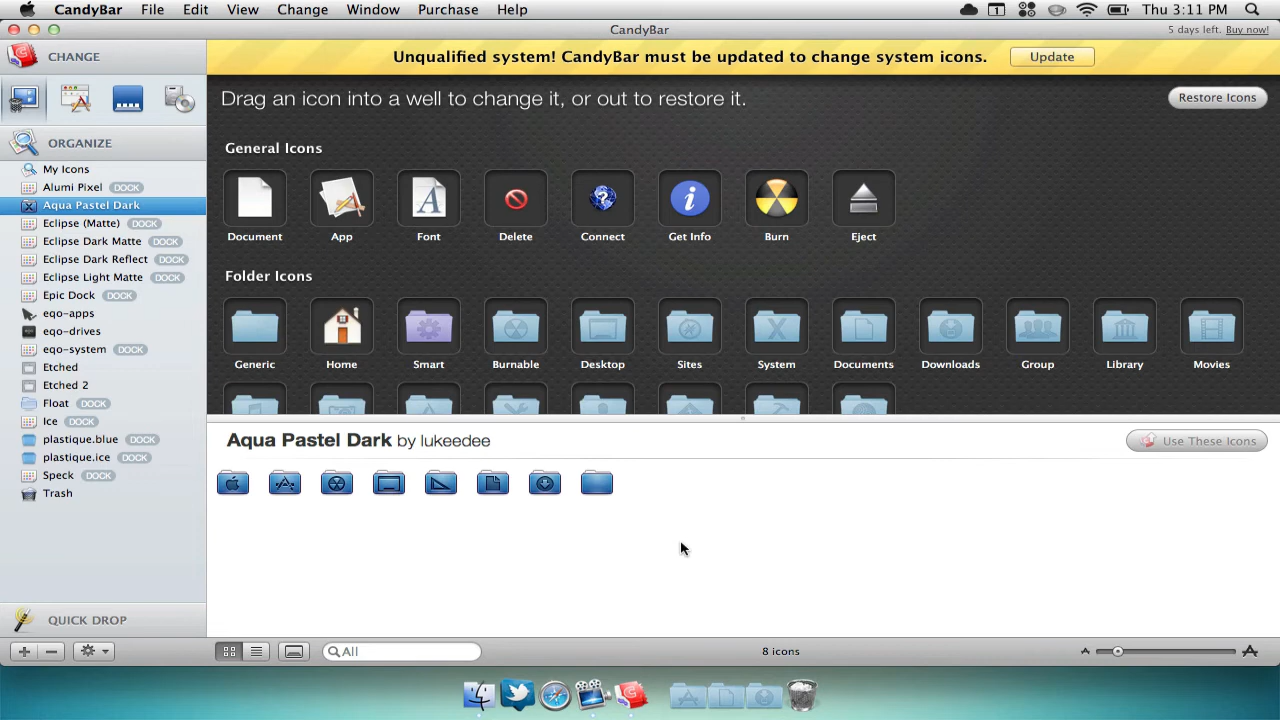 CandyBar File Edit View Change Window Purchase Help 1 Thu 3:11 PM
CandyBar
5 days left. Buy now!
CHANGE
Unqualified system! CandyBar must be updated to change system icons. Update
Drag an icon into a well to change it, or out to restore it. Restore Icons
ORGANIZE
My Icons
Alumi Pixel DOCK
Aqua Pastel Dark
Eclipse (Matte) DOCK
Eclipse Dark Matte DOCK
Eclipse Dark Reflect DOCK
Eclipse Light Matte DOCK
Epic Dock DOCK
eqo-apps
eqo-drives
eqo-system DOCK
Etched
Etched 2
Float DOCK
Ice DOCK
plastique.blue DOCK
plastique.ice DOCK
Speck DOCK
Trash
QUICK DROP
General Icons
Document App Font Delete Connect Get Info Burn Eject
Folder Icons
Generic Home Smart Burnable Desktop Sites System Documents Downloads Group Library Movies
Aqua Pastel Dark by lukeedee Use These Icons
All
8 icons